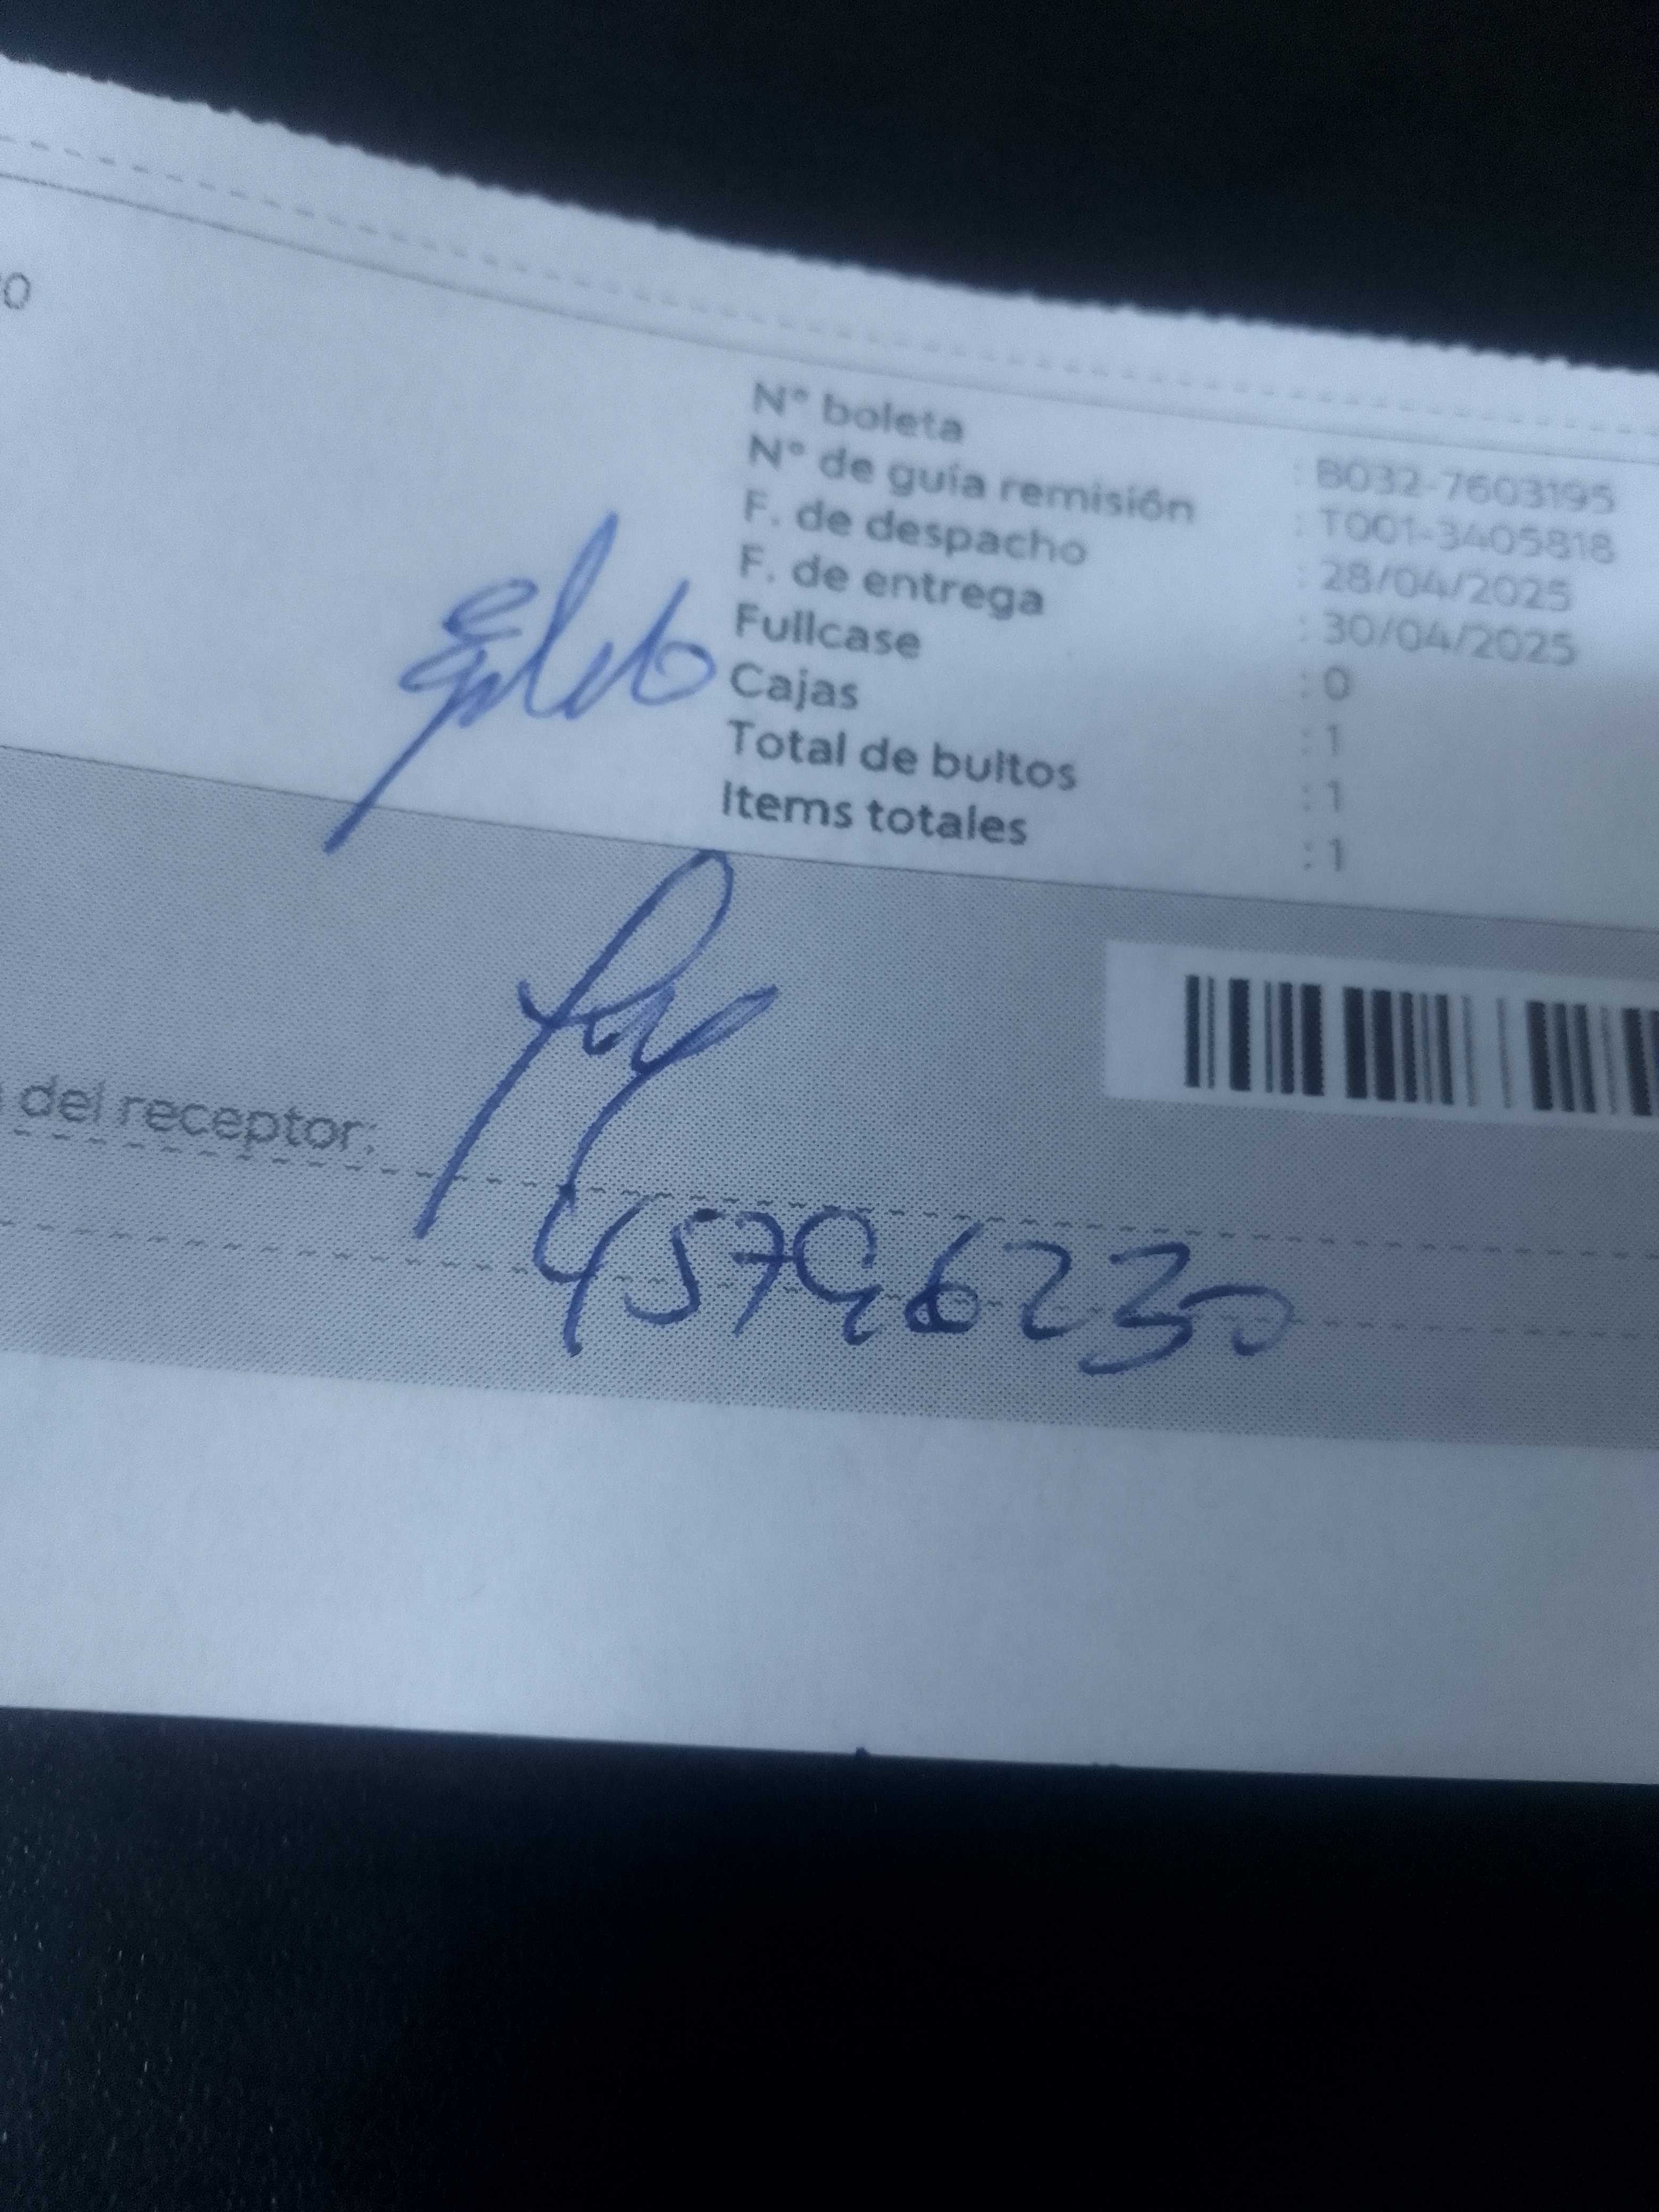 N° boleta : B032-7603195
N° de guía remisión : T001-3405818
F. de despacho : 28/04/2025
F. de entrega : 30/04/2025
Fullcase : 0
Cajas : 1
Total de bultos : 1
Items totales : 1
del receptor:
45796230